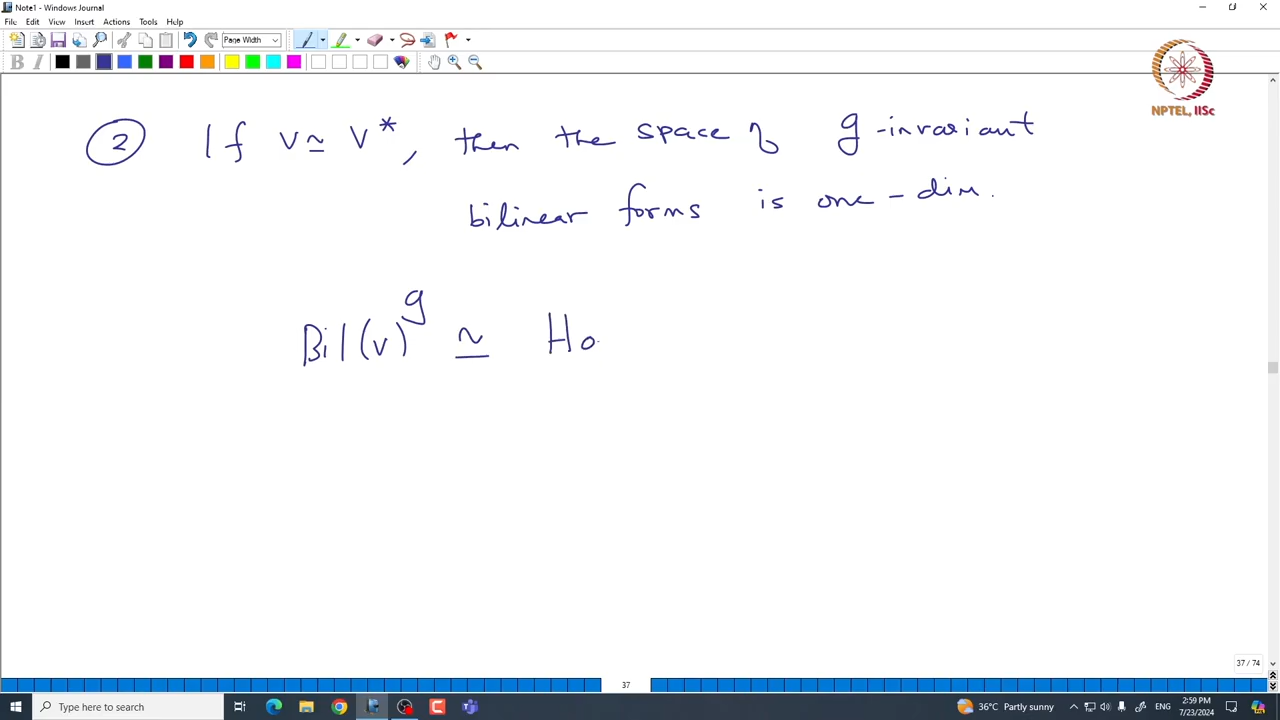 Note1 - Windows Journal
File Edit View Insert Actions Tools Help
Page Width
B I
NPTEL, IISc
② If V ≃ V*, then the space of g-invariant
bilinear forms is one-dim.
Bil(V)^g ≃ Ho
37 / 74
37
Type here to search
36°C Partly sunny
ENG
2:59 PM
7/23/2024